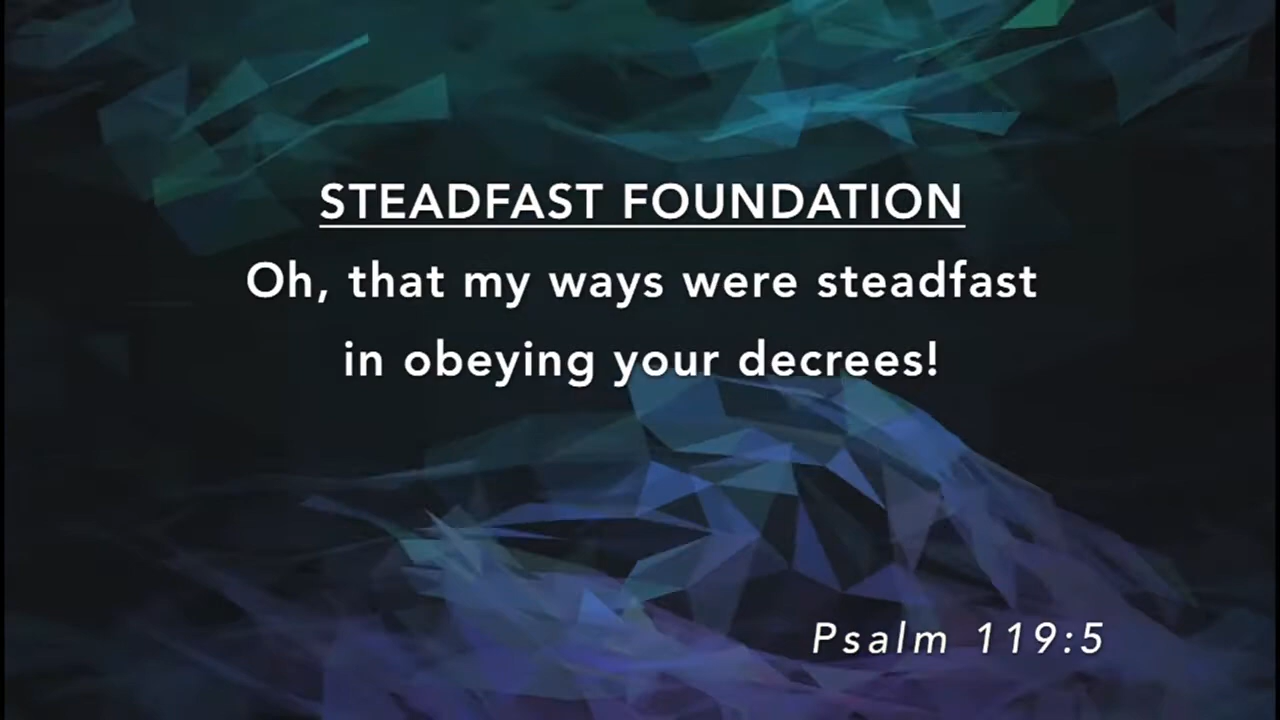 STEADFAST FOUNDATION
Oh, that my ways were steadfast
in obeying your decrees!
Psalm 119:5